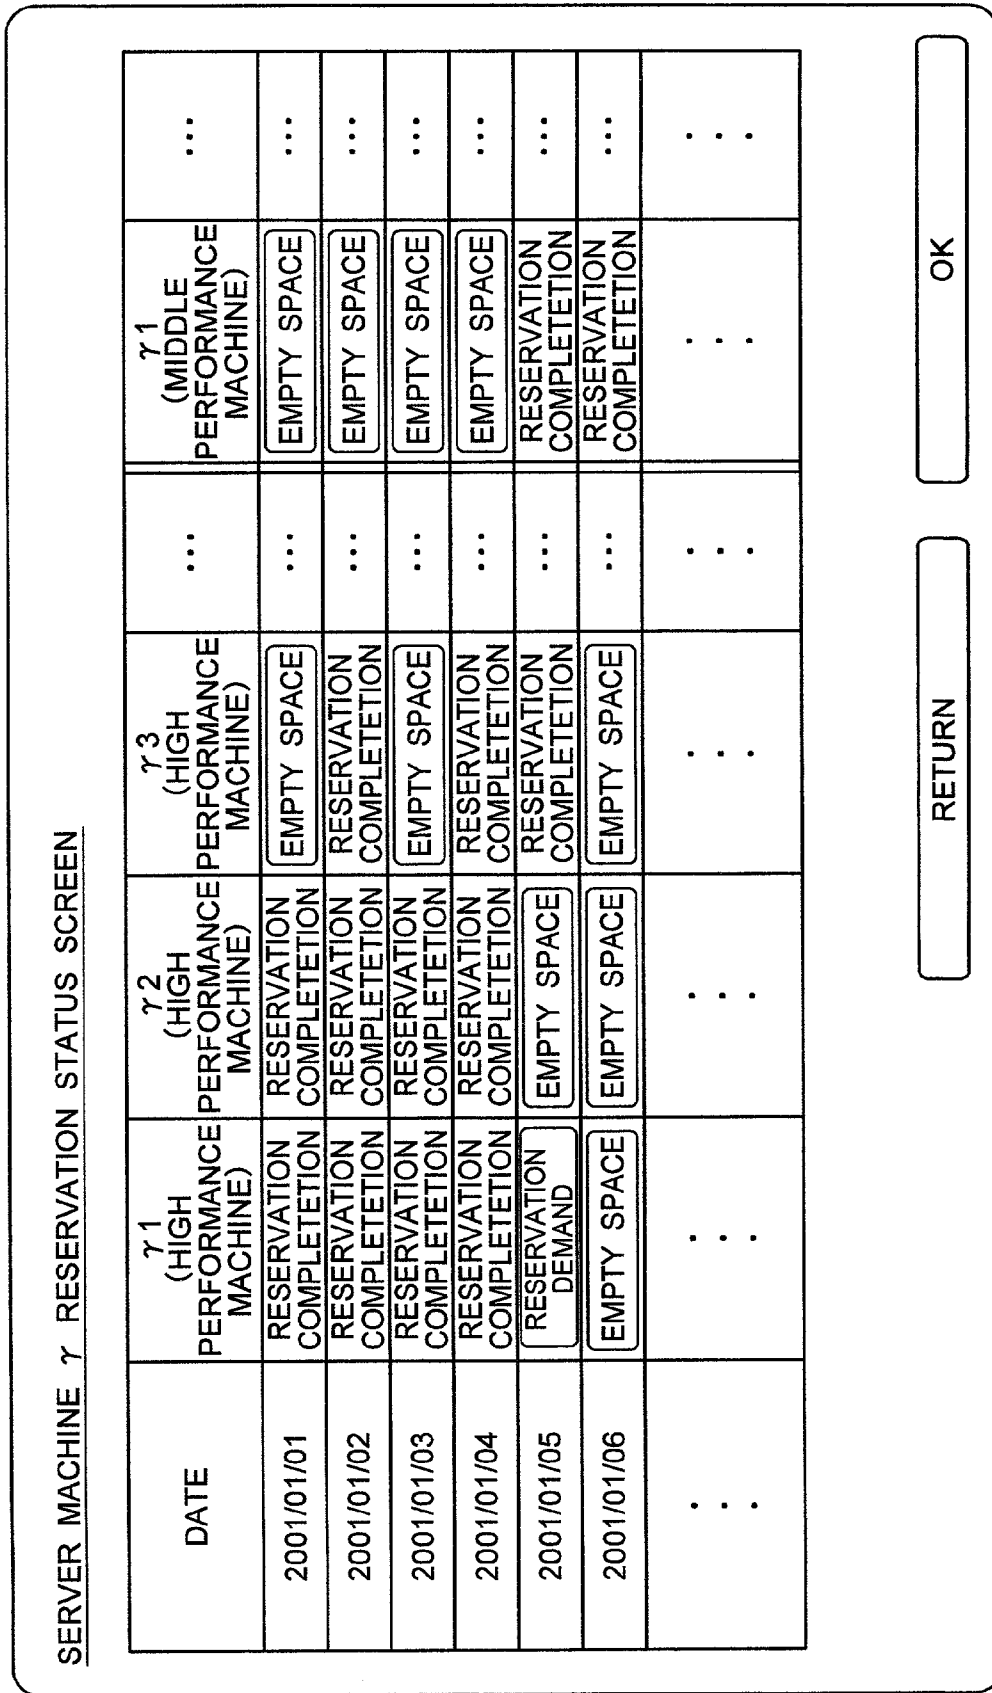 SERVER MACHINE γ RESERVATION STATUS SCREEN
DATE
γ1
(HIGH
PERFORMANCE
MACHINE)
γ2
(HIGH
PERFORMANCE
MACHINE)
γ3
(HIGH
PERFORMANCE
MACHINE)
...
γ1
(MIDDLE
PERFORMANCE
MACHINE)
...
2001/01/01
RESERVATION
COMPLETETION
RESERVATION
COMPLETETION
EMPTY SPACE
...
EMPTY SPACE
...
2001/01/02
RESERVATION
COMPLETETION
RESERVATION
COMPLETETION
RESERVATION
COMPLETETION
...
EMPTY SPACE
...
2001/01/03
RESERVATION
COMPLETETION
RESERVATION
COMPLETETION
EMPTY SPACE
...
EMPTY SPACE
...
2001/01/04
RESERVATION
COMPLETETION
RESERVATION
COMPLETETION
RESERVATION
COMPLETETION
...
EMPTY SPACE
...
2001/01/05
RESERVATION
DEMAND
EMPTY SPACE
RESERVATION
COMPLETETION
...
RESERVATION
COMPLETETION
...
2001/01/06
EMPTY SPACE
EMPTY SPACE
EMPTY SPACE
...
RESERVATION
COMPLETETION
...
. . .
. . .
. . .
. . .
. . .
. . .
. . .
RETURN
OK